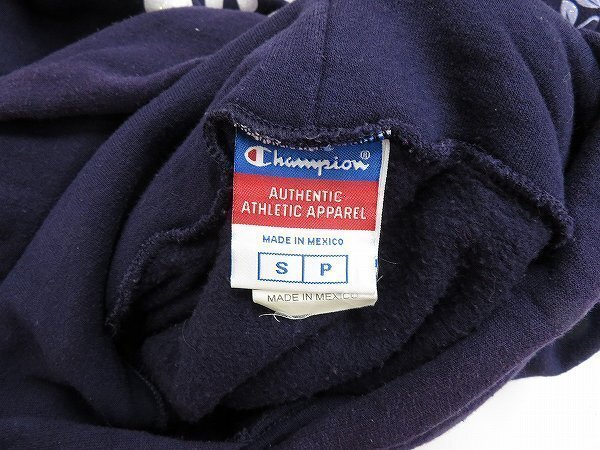 Champion®
AUTHENTIC
ATHLETIC APPAREL
MADE IN MEXICO
S P
MADE IN MEXICO